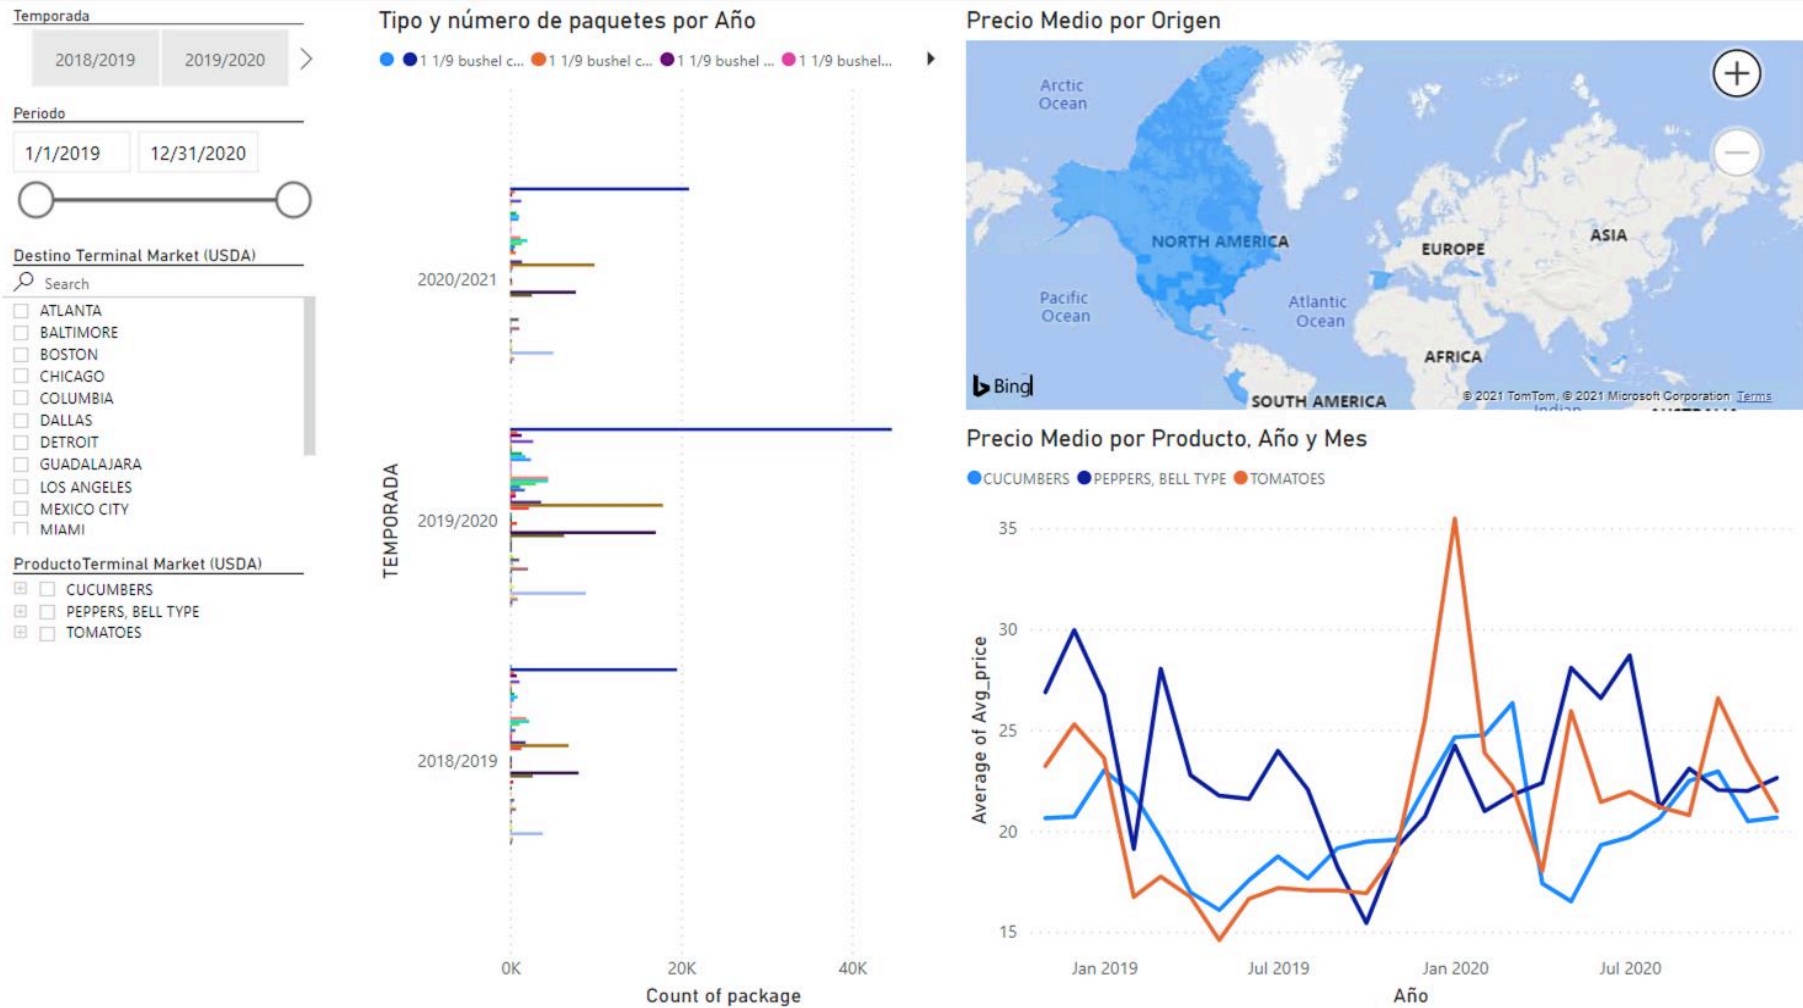 Temporada
2018/2019
2019/2020
Periodo
1/1/2019
12/31/2020
Destino Terminal Market (USDA)
Search
ATLANTA
BALTIMORE
BOSTON
CHICAGO
COLUMBIA
DALLAS
DETROIT
GUADALAJARA
LOS ANGELES
MEXICO CITY
MIAMI
ProductoTerminal Market (USDA)
CUCUMBERS
PEPPERS, BELL TYPE
TOMATOES
Tipo y número de paquetes por Año
1 1/9 bushel c... 1 1/9 bushel c... 1 1/9 bushel ... 1 1/9 bushel...
TEMPORADA
2020/2021
2019/2020
2018/2019
0K 20K 40K
Count of package
Precio Medio por Origen
Arctic
Ocean
NORTH AMERICA
EUROPE
ASIA
Pacific
Ocean
Atlantic
Ocean
AFRICA
SOUTH AMERICA
Bing
© 2021 TomTom, © 2021 Microsoft Corporation Terms
Indian
Precio Medio por Producto, Año y Mes
CUCUMBERS PEPPERS, BELL TYPE TOMATOES
Average of Avg_price
35
30
25
20
15
Jan 2019 Jul 2019 Jan 2020 Jul 2020
Año